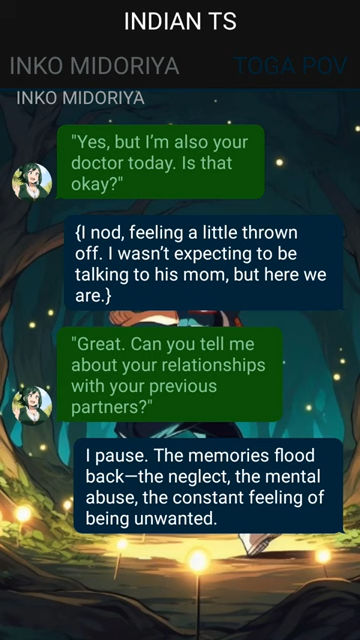 INDIAN TS
INKO MIDORIYA
TOGA POV
INKO MIDORIYA
"Yes, but I'm also your
doctor today. Is that
okay?"
{I nod, feeling a little thrown
off. I wasn't expecting to be
talking to his mom, but here we
are.}
"Great. Can you tell me
about your relationships
with your previous
partners?"
I pause. The memories flood
back—the neglect, the mental
abuse, the constant feeling of
being unwanted.